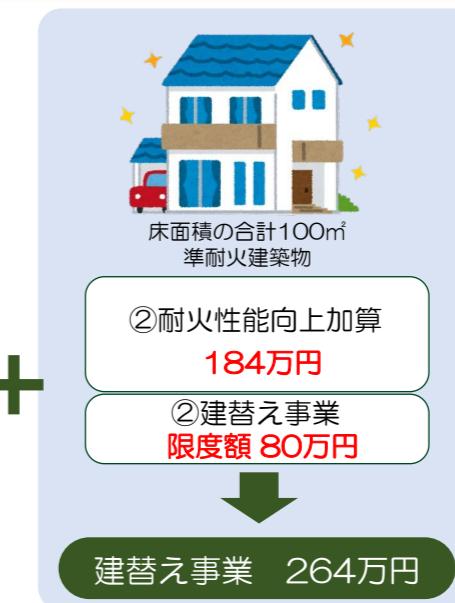 床面積の合計100㎡
準耐火建築物
②耐火性能向上加算
184万円
+
②建替え事業
限度額 80万円
建替え事業　264万円